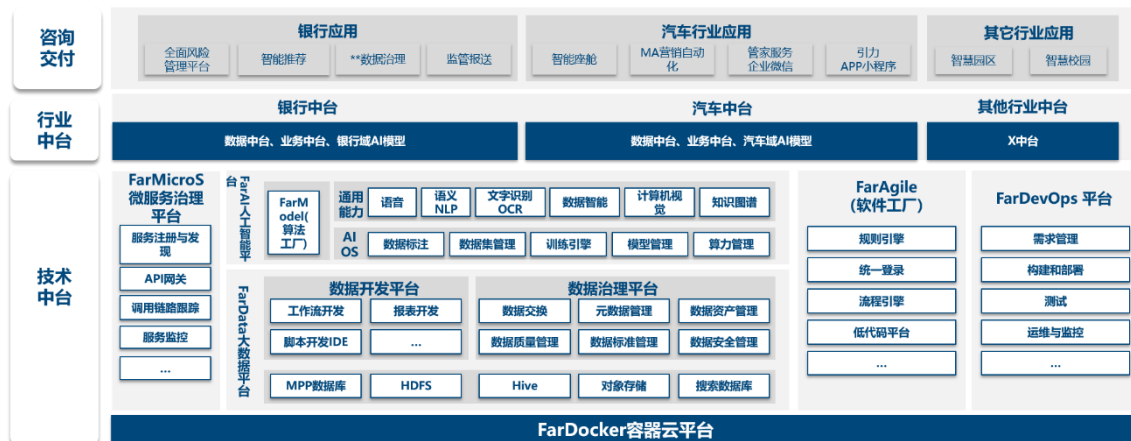 咨询
交付
银行应用
全面风险
管理平台
智能推荐
**数据治理
监管报送
汽车行业应用
智能座舱
MA营销自动
化
管家服务
企业微信
引力
APP小程序
其它行业应用
智慧园区
智慧校园
行业
中台
银行中台
数据中台、业务中台、银行域AI模型
汽车中台
数据中台、业务中台、汽车域AI模型
其他行业中台
X中台
技术
中台
FarMicroS
微服务治理
平台
服务注册与发
现
API网关
调用链路跟踪
服务监控
...
FarAI人工智能平
台
FarM
odel(
算法
工厂)
通用
能力
语音
语义
NLP
文字识别
OCR
数据智能
计算机视
觉
知识图谱
AI
OS
数据标注
数据集管理
训练引擎
模型管理
算力管理
FarData大数据平台
数据开发平台
工作流开发
报表开发
脚本开发IDE
...
数据治理平台
数据交换
元数据管理
数据资产管理
数据质量管理
数据标准管理
数据安全管理
MPP数据库
HDFS
Hive
对象存储
搜索数据库
FarAgile
(软件工厂)
规则引擎
统一登录
流程引擎
低代码平台
...
FarDevOps 平台
需求管理
构建和部署
测试
运维与监控
...
FarDocker容器云平台